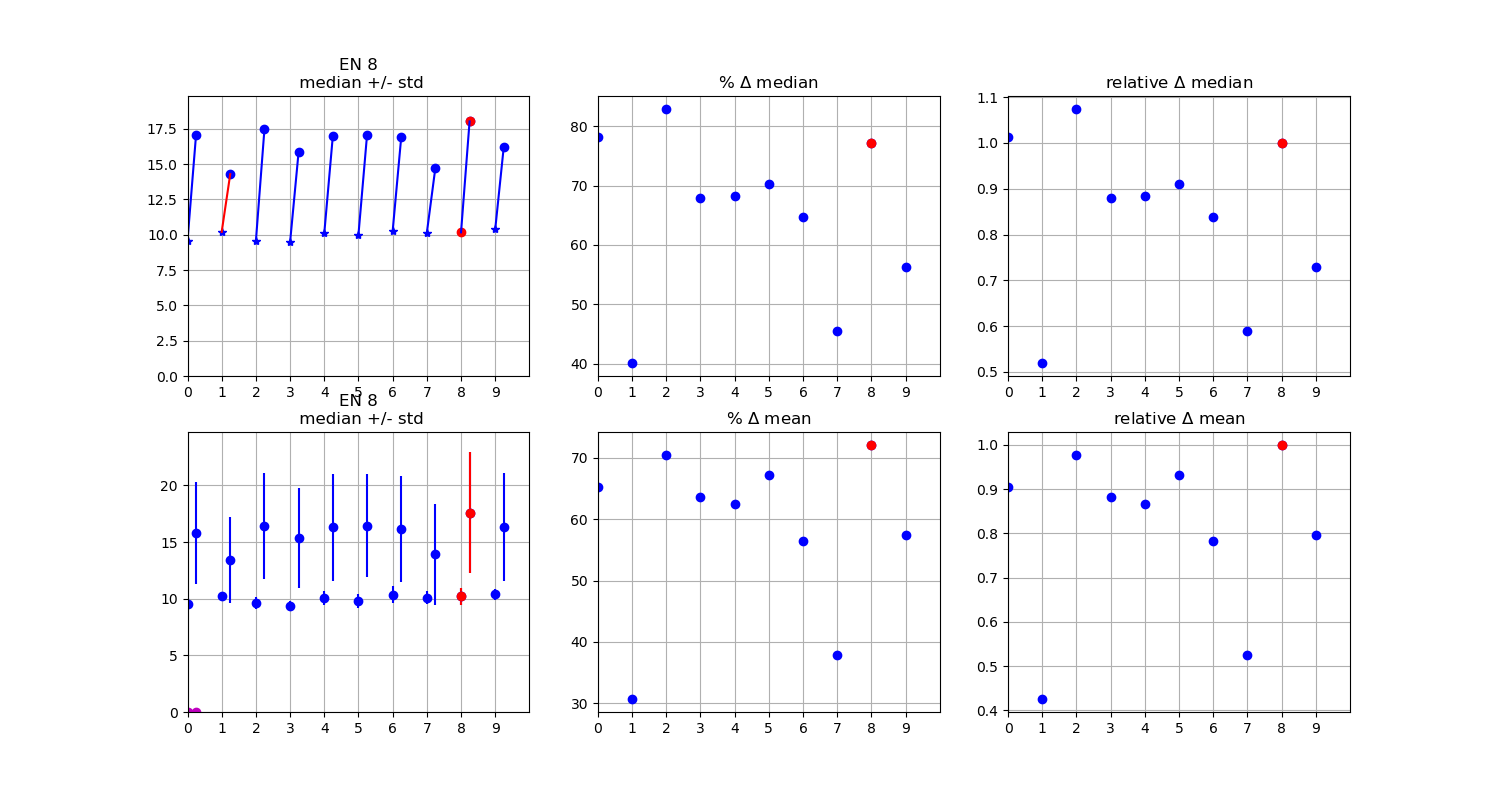 EN 8
median +/- std
17.5
15.0
12.5
10.0
7.5
5.0
2.5
0.0
0 1 2 3 4 5 6 7 8 9
% Δ median
80
70
60
50
40
0 1 2 3 4 5 6 7 8 9
relative Δ median
1.1
1.0
0.9
0.8
0.7
0.6
0.5
0 1 2 3 4 5 6 7 8 9
EN 8
median +/- std
20
15
10
5
0
0 1 2 3 4 5 6 7 8 9
% Δ mean
70
60
50
40
30
0 1 2 3 4 5 6 7 8 9
relative Δ mean
1.0
0.9
0.8
0.7
0.6
0.5
0.4
0 1 2 3 4 5 6 7 8 9